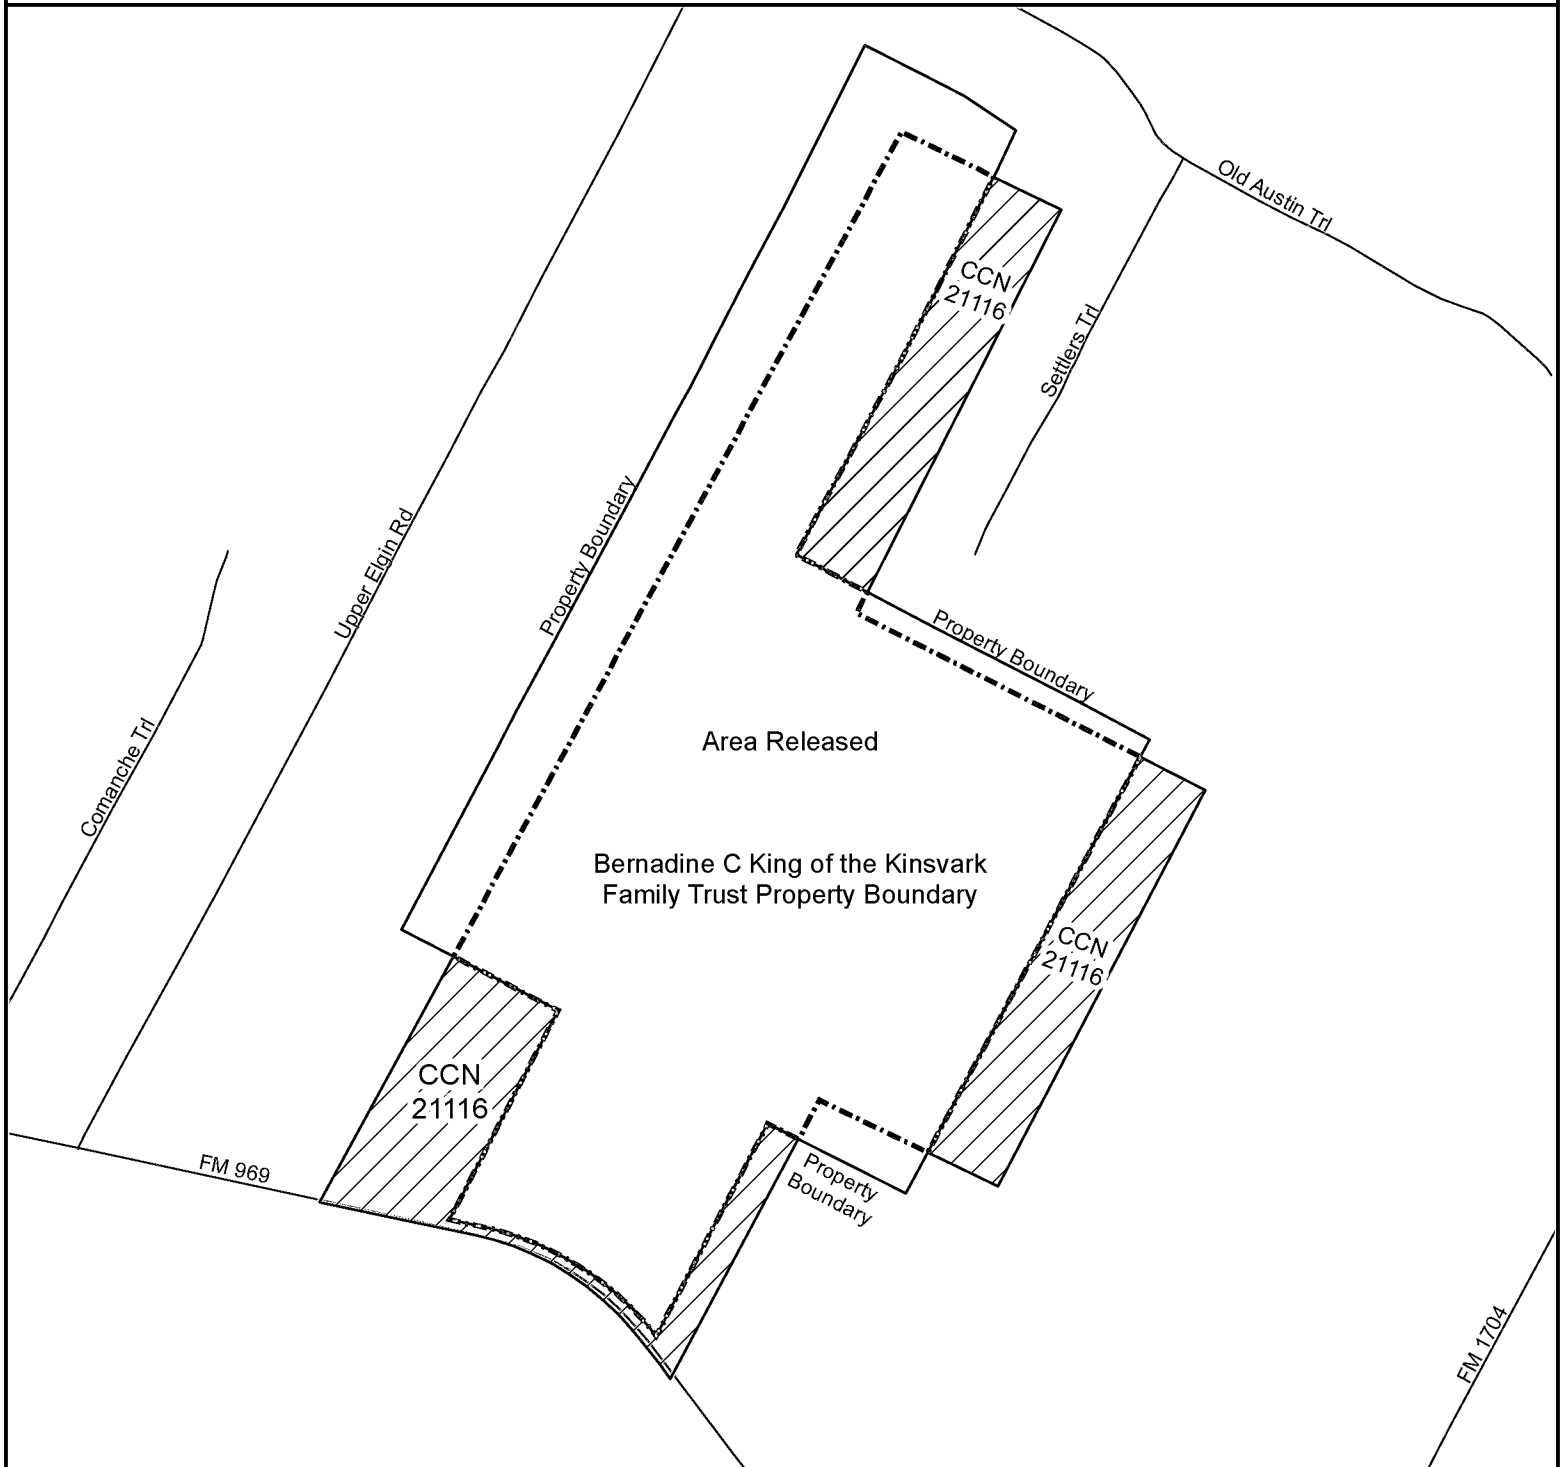 Old Austin Trl
CCN
21116
Settlers Trl
Property Boundary
Upper Elgin Rd
Property Boundary
Comanche Trl
Area Released
Bernadine C King of the Kinsvark
Family Trust Property Boundary
CCN
21116
CCN
21116
FM 969
Property
Boundary
FM 1704